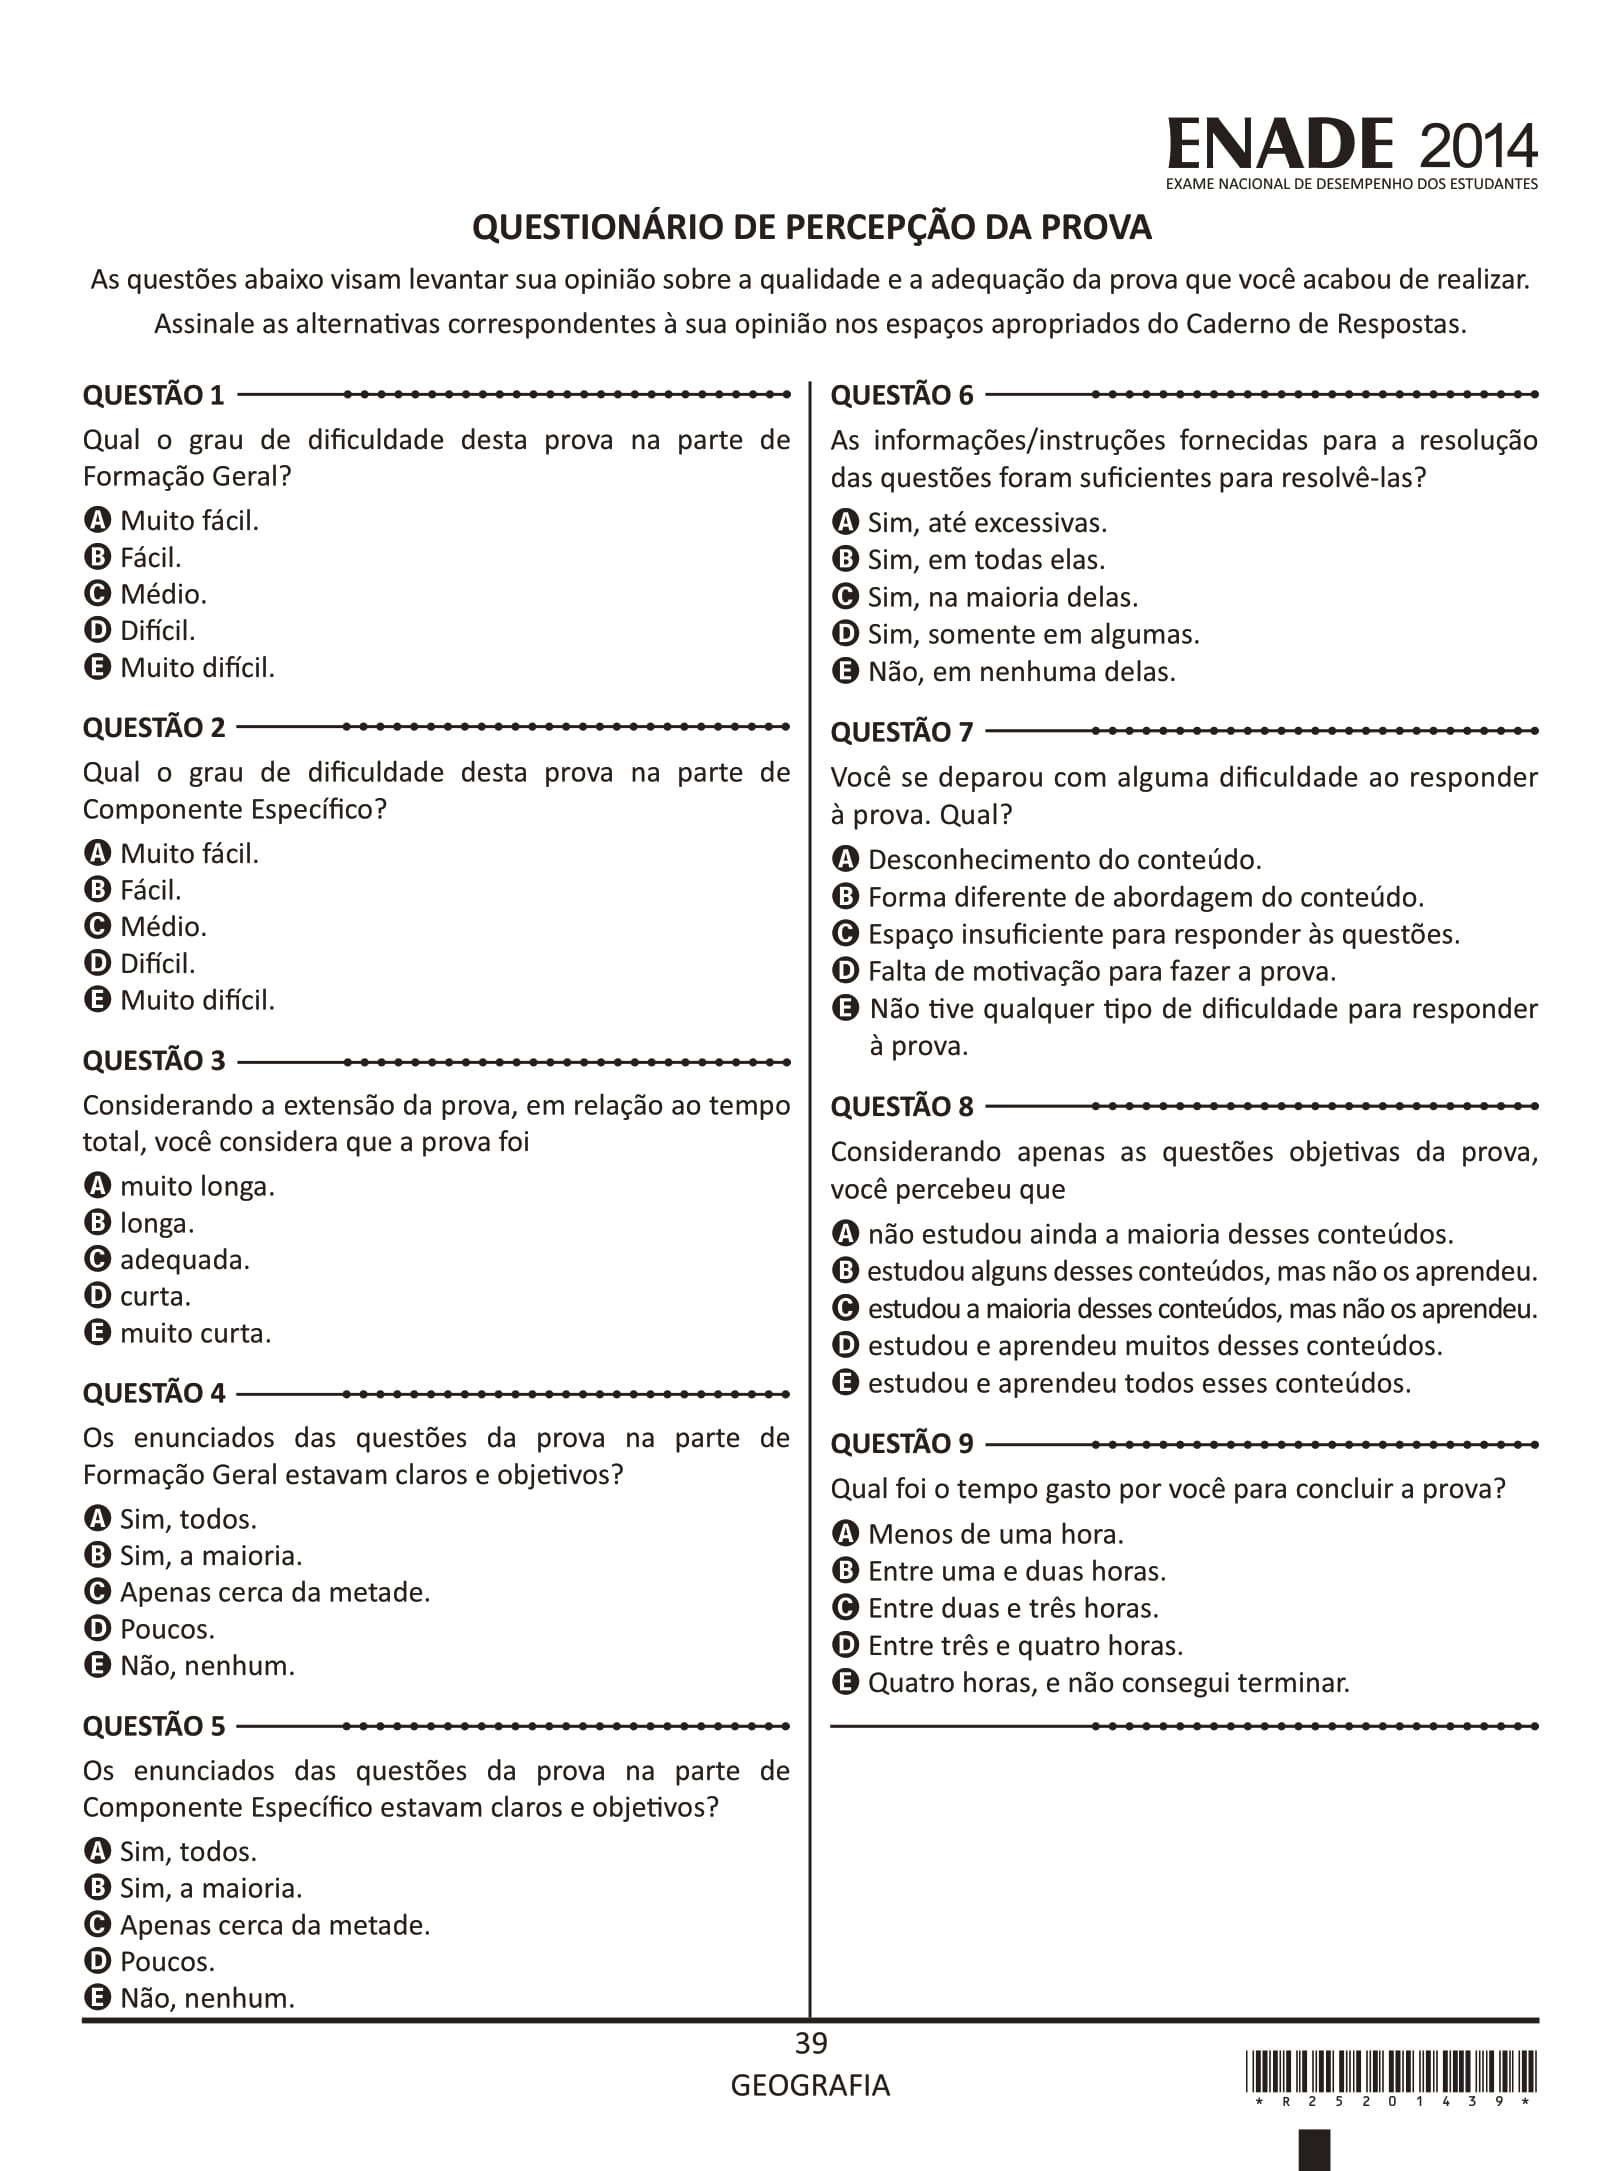 ENADE 2014
EXAME NACIONAL DE DESEMPENHO DOS ESTUDANTES
QUESTIONÁRIO DE PERCEPÇÃO DA PROVA
As questões abaixo visam levantar sua opinião sobre a qualidade e a adequação da prova que você acabou de realizar.
Assinale as alternativas correspondentes à sua opinião nos espaços apropriados do Caderno de Respostas.
QUESTÃO 1
Qual o grau de dificuldade desta prova na parte de
Formação Geral?
A Muito fácil.
B Fácil.
C Médio.
D Difícil.
E Muito difícil.
QUESTÃO 2
Qual o grau de dificuldade desta prova na parte de
Componente Específico?
A Muito fácil.
B Fácil.
C Médio.
D Difícil.
E Muito difícil.
QUESTÃO 3
Considerando a extensão da prova, em relação ao tempo
total, você considera que a prova foi
A muito longa.
B longa.
C adequada.
D curta.
E muito curta.
QUESTÃO 4
Os enunciados das questões da prova na parte de
Formação Geral estavam claros e objetivos?
A Sim, todos.
B Sim, a maioria.
C Apenas cerca da metade.
D Poucos.
E Não, nenhum.
QUESTÃO 5
Os enunciados das questões da prova na parte de
Componente Específico estavam claros e objetivos?
A Sim, todos.
B Sim, a maioria.
C Apenas cerca da metade.
D Poucos.
E Não, nenhum.
QUESTÃO 6
As informações/instruções fornecidas para a resolução
das questões foram suficientes para resolvê-las?
A Sim, até excessivas.
B Sim, em todas elas.
C Sim, na maioria delas.
D Sim, somente em algumas.
E Não, em nenhuma delas.
QUESTÃO 7
Você se deparou com alguma dificuldade ao responder
à prova. Qual?
A Desconhecimento do conteúdo.
B Forma diferente de abordagem do conteúdo.
C Espaço insuficiente para responder às questões.
D Falta de motivação para fazer a prova.
E Não tive qualquer tipo de dificuldade para responder
à prova.
QUESTÃO 8
Considerando apenas as questões objetivas da prova,
você percebeu que
A não estudou ainda a maioria desses conteúdos.
B estudou alguns desses conteúdos, mas não os aprendeu.
C estudou a maioria desses conteúdos, mas não os aprendeu.
D estudou e aprendeu muitos desses conteúdos.
E estudou e aprendeu todos esses conteúdos.
QUESTÃO 9
Qual foi o tempo gasto por você para concluir a prova?
A Menos de uma hora.
B Entre uma e duas horas.
C Entre duas e três horas.
D Entre três e quatro horas.
E Quatro horas, e não consegui terminar.
39
GEOGRAFIA
* R 2 5 2 0 1 4 3 9 *